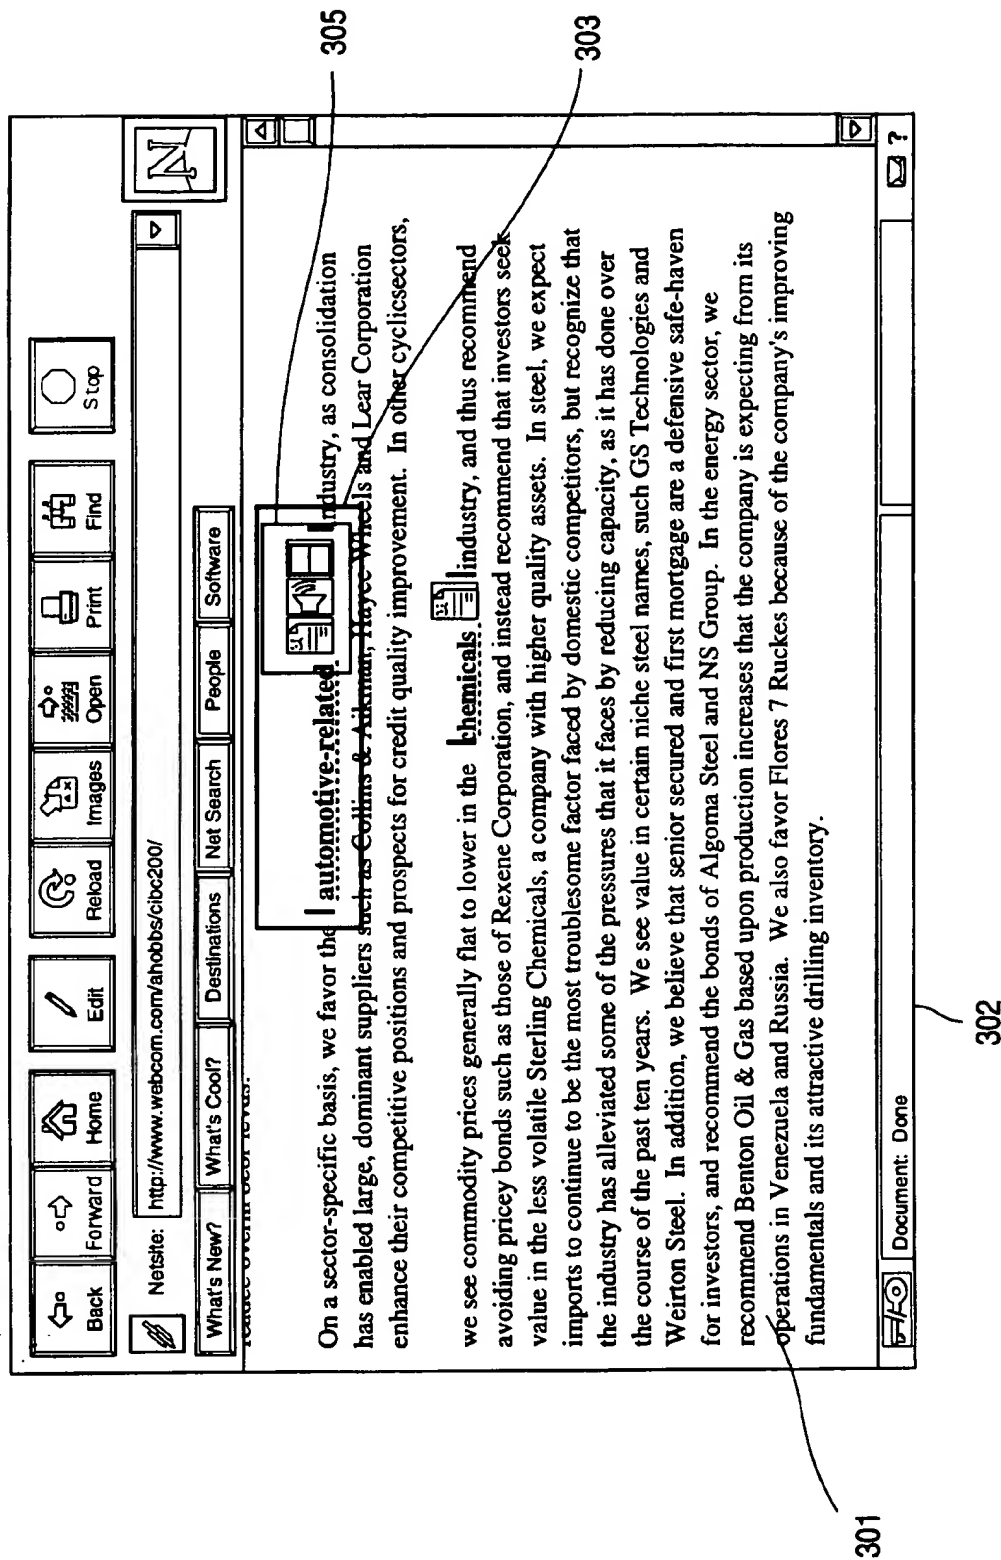 Back Forward Home Edit Reload Images Open Print Find Stop
Netsite: http://www.webcom.com/ahobbs/cibc200/
N
What's New? What's Cool? Destinations Net Search People Software
On a sector-specific basis, we favor the automotive-related industry, as consolidation
has enabled large, dominant suppliers such as Collins & Aikman, Hayee Wheels and Lear Corporation
enhance their competitive positions and prospects for credit quality improvement. In other cyclicsectors,
we see commodity prices generally flat to lower in the chemicals industry, and thus recommend
avoiding pricey bonds such as those of Rexene Corporation, and instead recommend that investors seek
value in the less volatile Sterling Chemicals, a company with higher quality assets. In steel, we expect
imports to continue to be the most troublesome factor faced by domestic competitors, but recognize that
the industry has alleviated some of the pressures that it faces by reducing capacity, as it has done over
the course of the past ten years. We see value in certain niche steel names, such GS Technologies and
Weirton Steel. In addition, we believe that senior secured and first mortgage are a defensive safe-haven
for investors, and recommend the bonds of Algoma Steel and NS Group. In the energy sector, we
recommend Benton Oil & Gas based upon production increases that the company is expecting from its
operations in Venezuela and Russia. We also favor Flores 7 Ruckes because of the company's improving
fundamentals and its attractive drilling inventory.
Document: Done
?
305
303
302
301